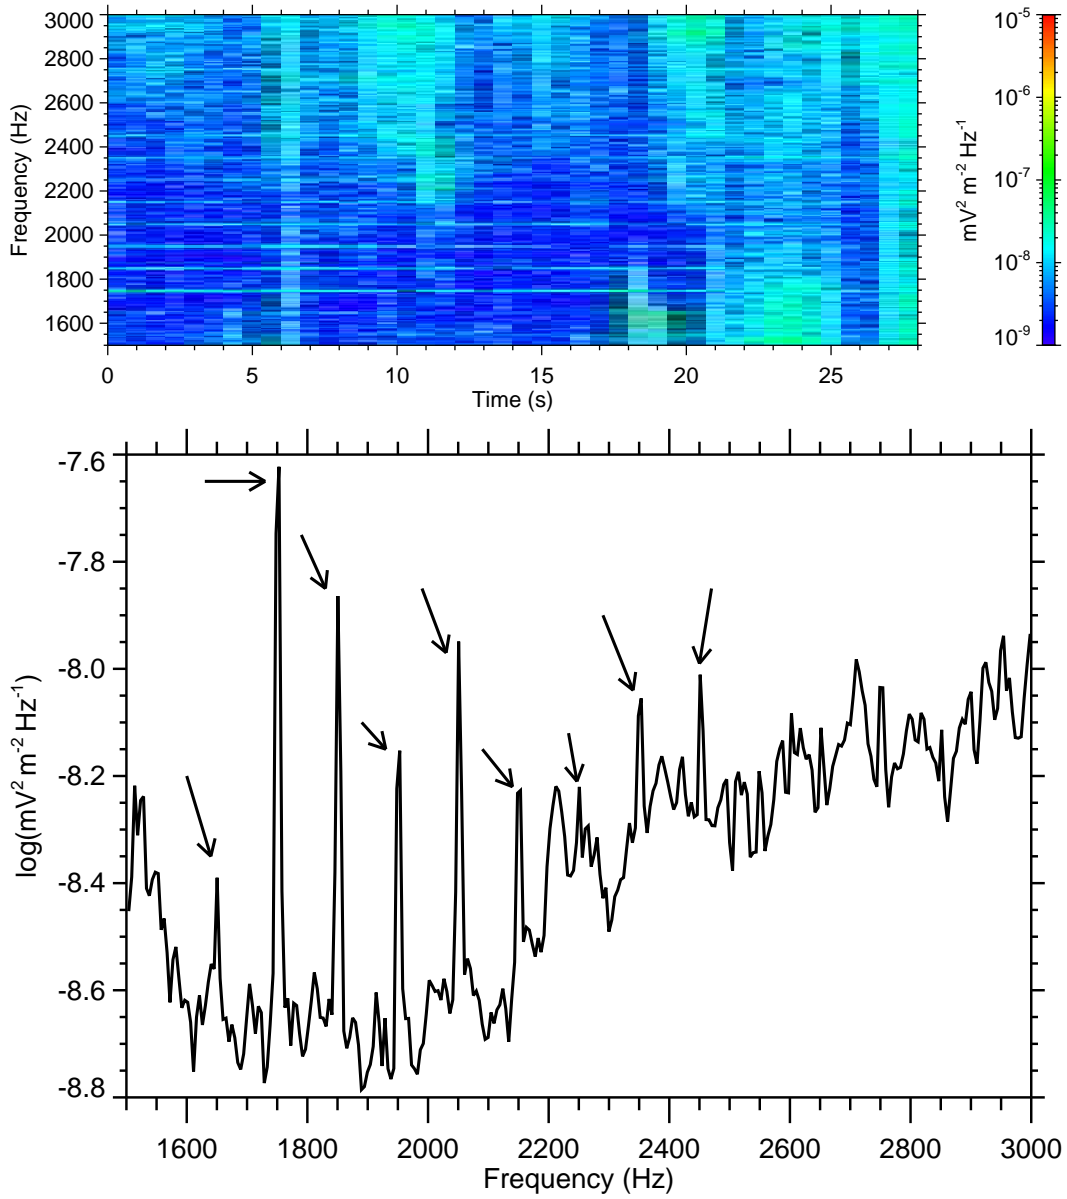 3000
2800
2600
2400
2200
2000
1800
1600
Frequency (Hz)
0 5 10 15 20 25
Time (s)
10-5
10-6
10-7
10-8
10-9
mV2 m-2 Hz-1
-7.6
-7.8
-8.0
-8.2
-8.4
-8.6
-8.8
log(mV2 m-2 Hz-1)
1600 1800 2000 2200 2400 2600 2800 3000
Frequency (Hz)